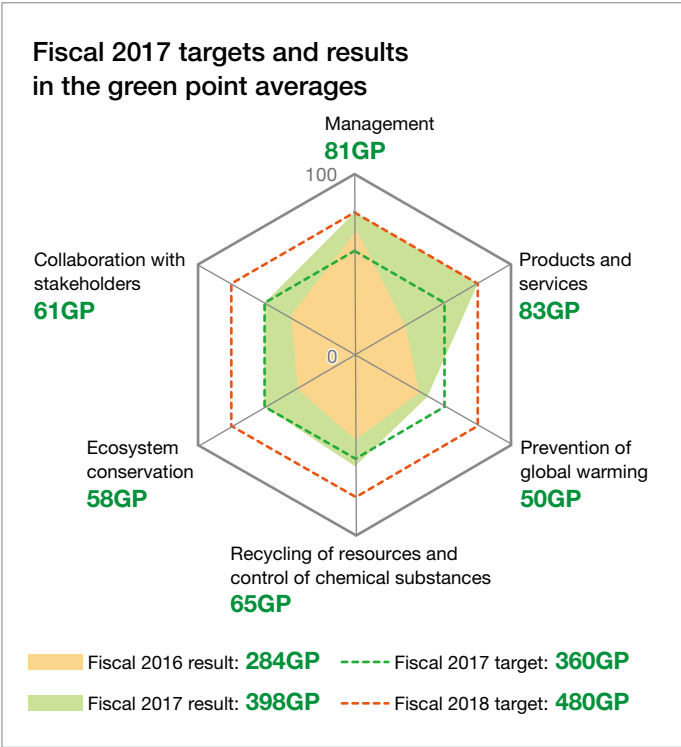 Fiscal 2017 targets and results
in the green point averages
Management
81GP
100
Collaboration with
stakeholders
61GP
Products and
services
83GP
0
Ecosystem
conservation
58GP
Prevention of
global warming
50GP
Recycling of resources and
control of chemical substances
65GP
Fiscal 2016 result: 284GP
Fiscal 2017 target: 360GP
Fiscal 2017 result: 398GP
Fiscal 2018 target: 480GP